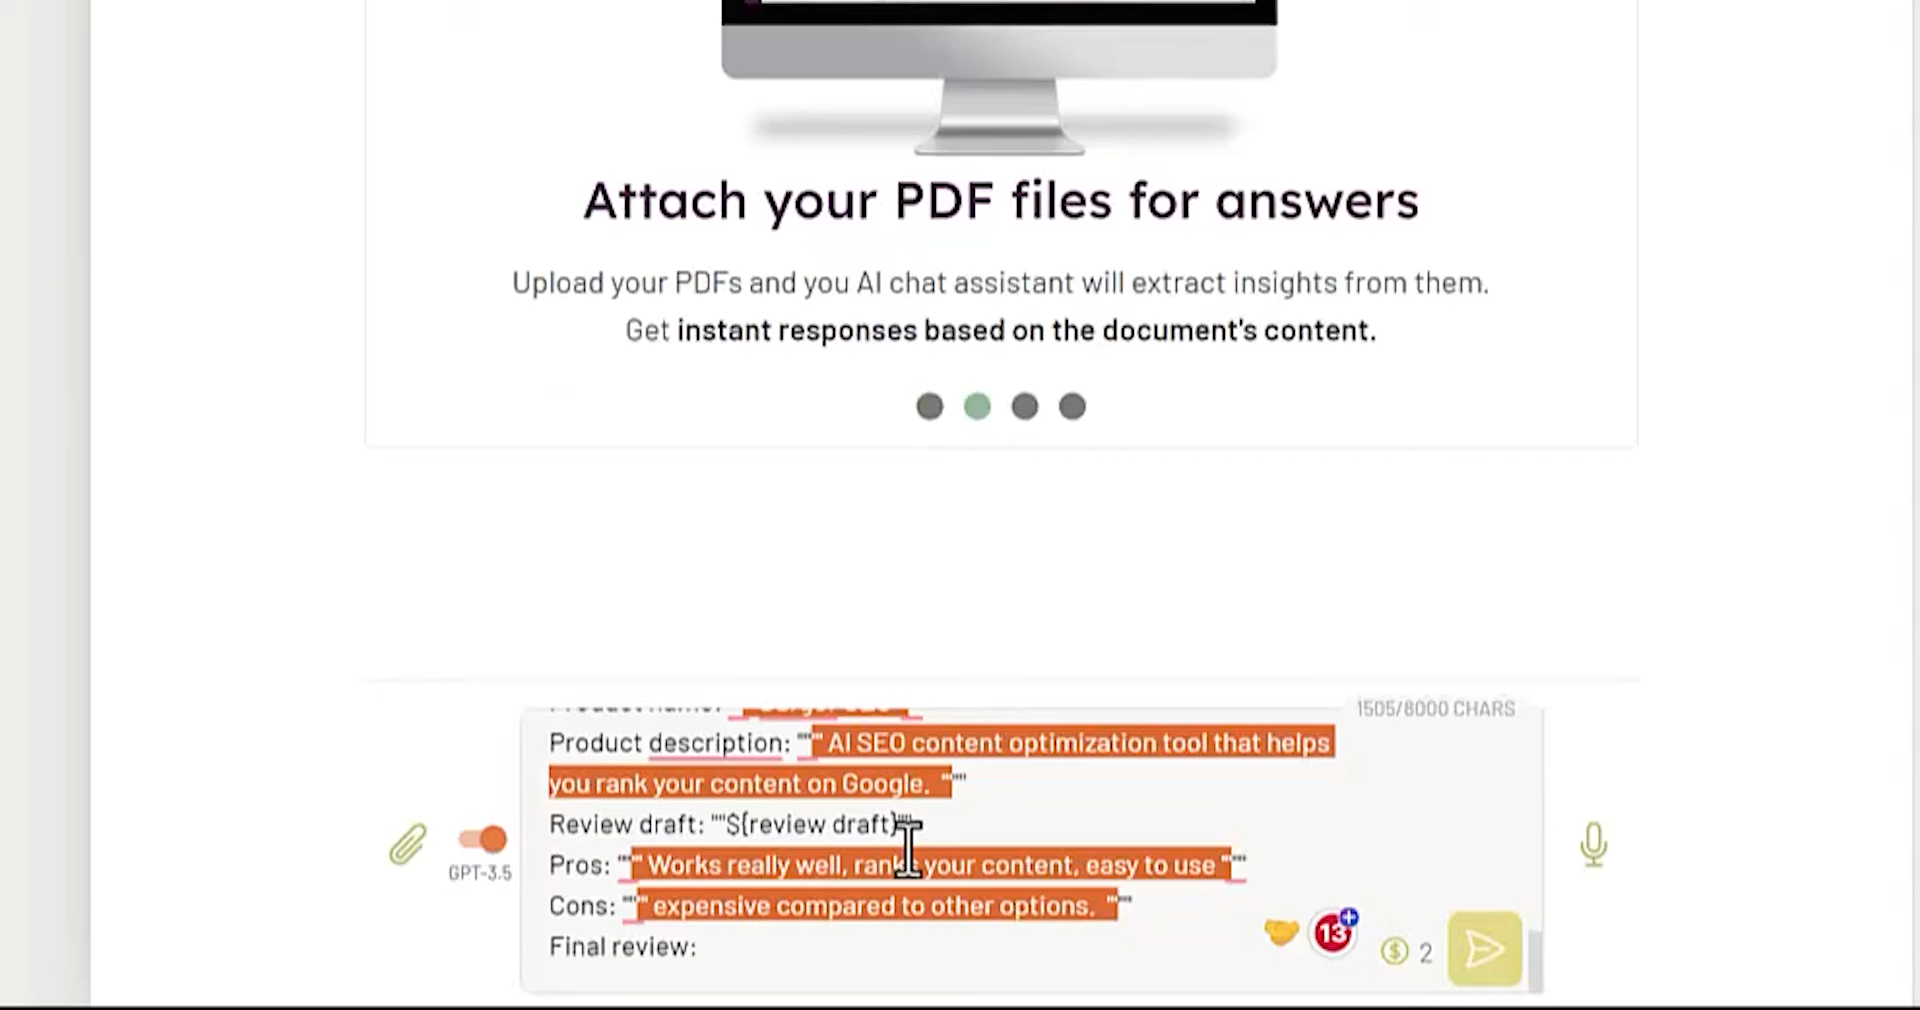 Attach your PDF files for answers
Upload your PDFs and you AI chat assistant will extract insights from them.
Get instant responses based on the document's content.
1505/8000 CHARS
Product name:
Product description: """ AI SEO content optimization tool that helps
you rank your content on Google. """
Review draft: ""${review draft}""
Pros: """ Works really well, ranks your content, easy to use """
Cons: """ expensive compared to other options. """
Final review:
GPT-3.5
13
$ 2